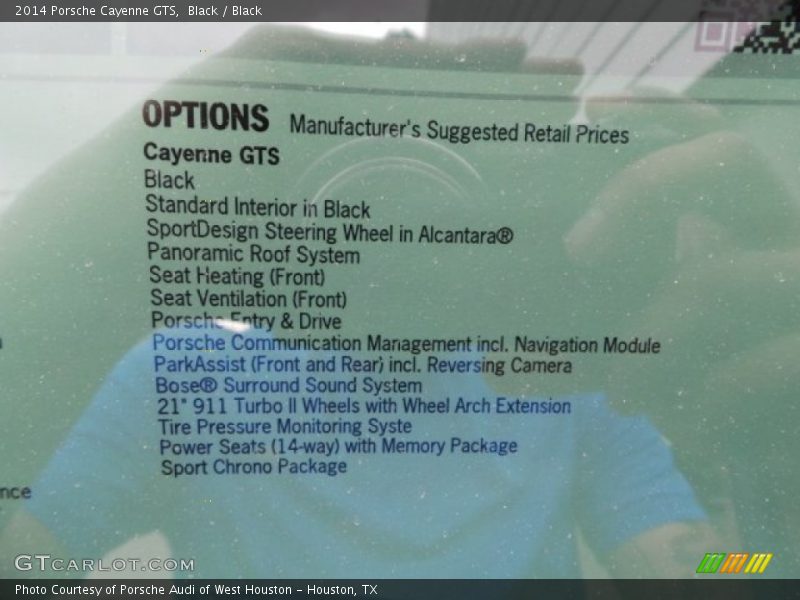 2014 Porsche Cayenne GTS,  Black / Black
OPTIONS Manufacturer's Suggested Retail Prices
Cayenne GTS
Black
Standard Interior in Black
SportDesign Steering Wheel in Alcantara®
Panoramic Roof System
Seat Heating (Front)
Seat Ventilation (Front)
Porsche Entry & Drive
Porsche Communication Management incl. Navigation Module
ParkAssist (Front and Rear) incl. Reversing Camera
Bose® Surround Sound System
21" 911 Turbo II Wheels with Wheel Arch Extension
Tire Pressure Monitoring Syste
Power Seats (14-way) with Memory Package
Sport Chrono Package
nce
GTCARLOT.COM
Photo Courtesy of Porsche Audi of West Houston – Houston, TX